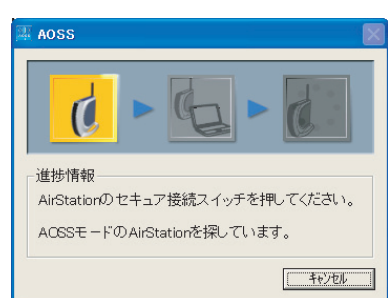 AOSS
進捗情報
AirStationのセキュア接続スイッチを押してください。
AOSSモードのAirStationを探しています。
キャンセル